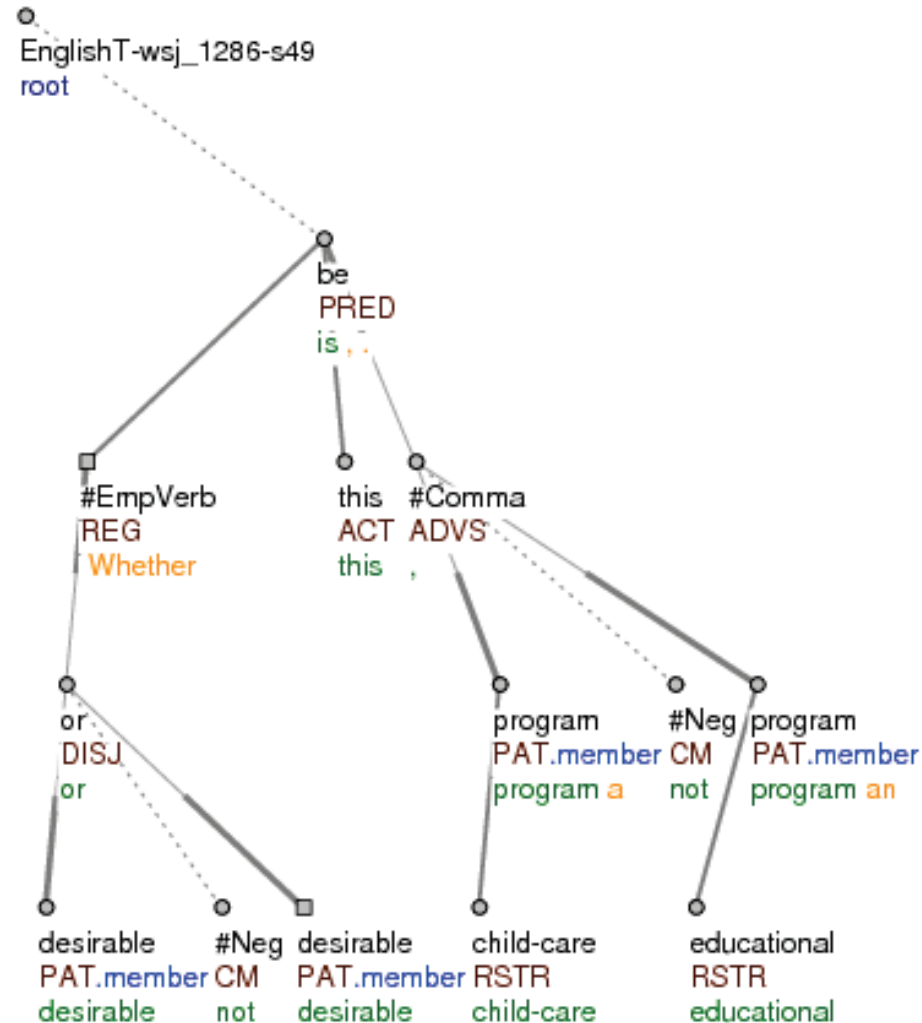 EnglishT-wsj_1286-s49
root
be
PRED
is , .
#EmpVerb
REG
Whether
this
ACT
this
#Comma
ADVS
,
or
DISJ
or
program
PAT.member
program a
#Neg
CM
not
program
PAT.member
program an
desirable
PAT.member
desirable
#Neg
CM
not
desirable
PAT.member
desirable
child-care
RSTR
child-care
educational
RSTR
educational